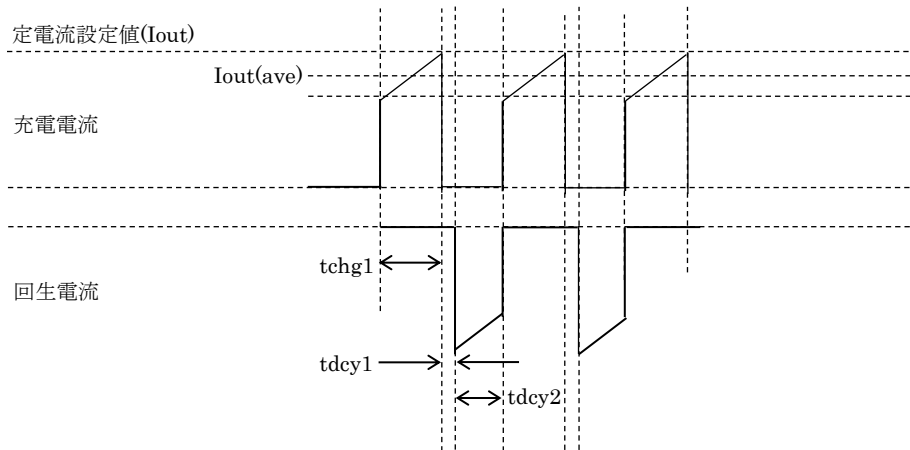 定電流設定値(Iout)
Iout(ave)
充電電流
tchg1
回生電流
tdcy1
tdcy2